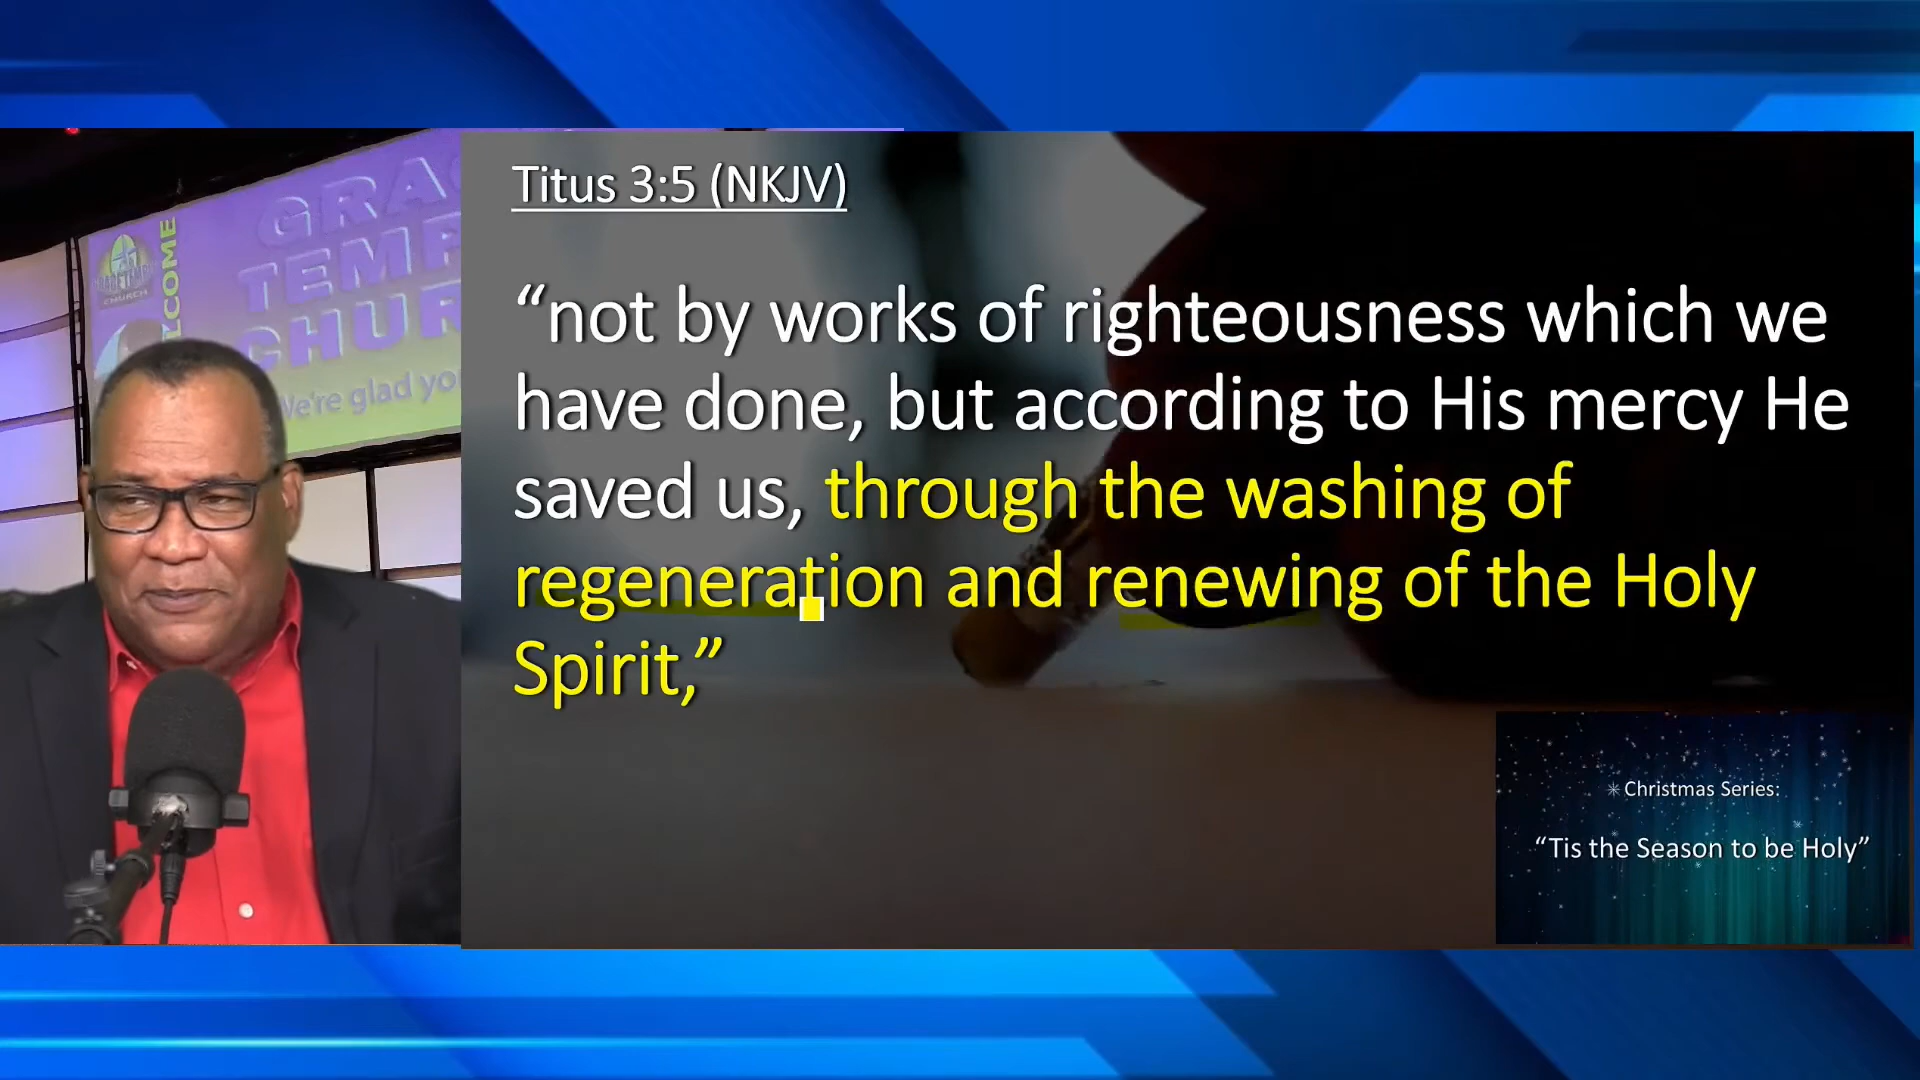 Titus 3:5 (NKJV)
“not by works of righteousness which we
have done, but according to His mercy He
saved us, through the washing of
regeneration and renewing of the Holy
Spirit,”
Christmas Series:
“Tis the Season to be Holy”
CHURCH
We're glad